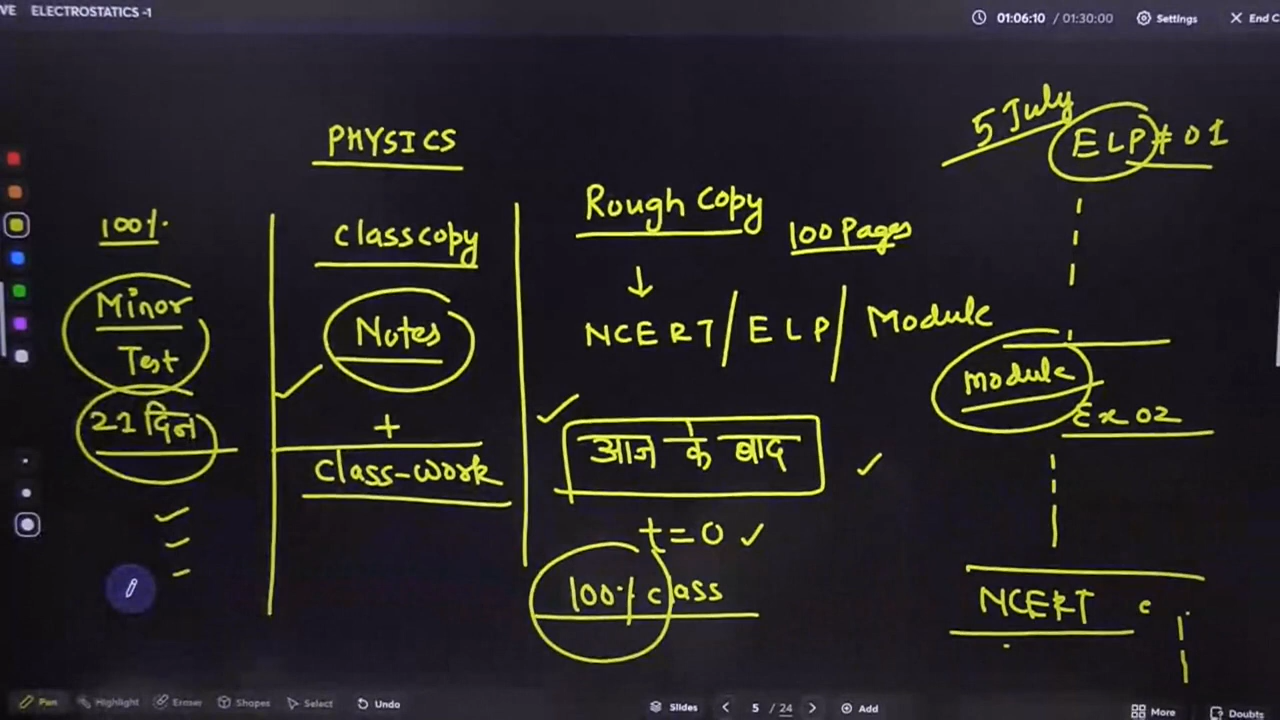 VE ELECTROSTATICS -1
01:06:10 / 01:30:00 Settings End C
PHYSICS
100%
Minor
Test
21 दिन
classcopy
Notes
+
class-work
Rough Copy
100 Pages
NCERT / ELP / Module
आज के बाद
t=0
100% class
5 July
ELP # 01
Module
Ex 02
NCERT
Pen Highlight Eraser Shapes Select Undo
Slides 5 / 24 Add
More Doubts